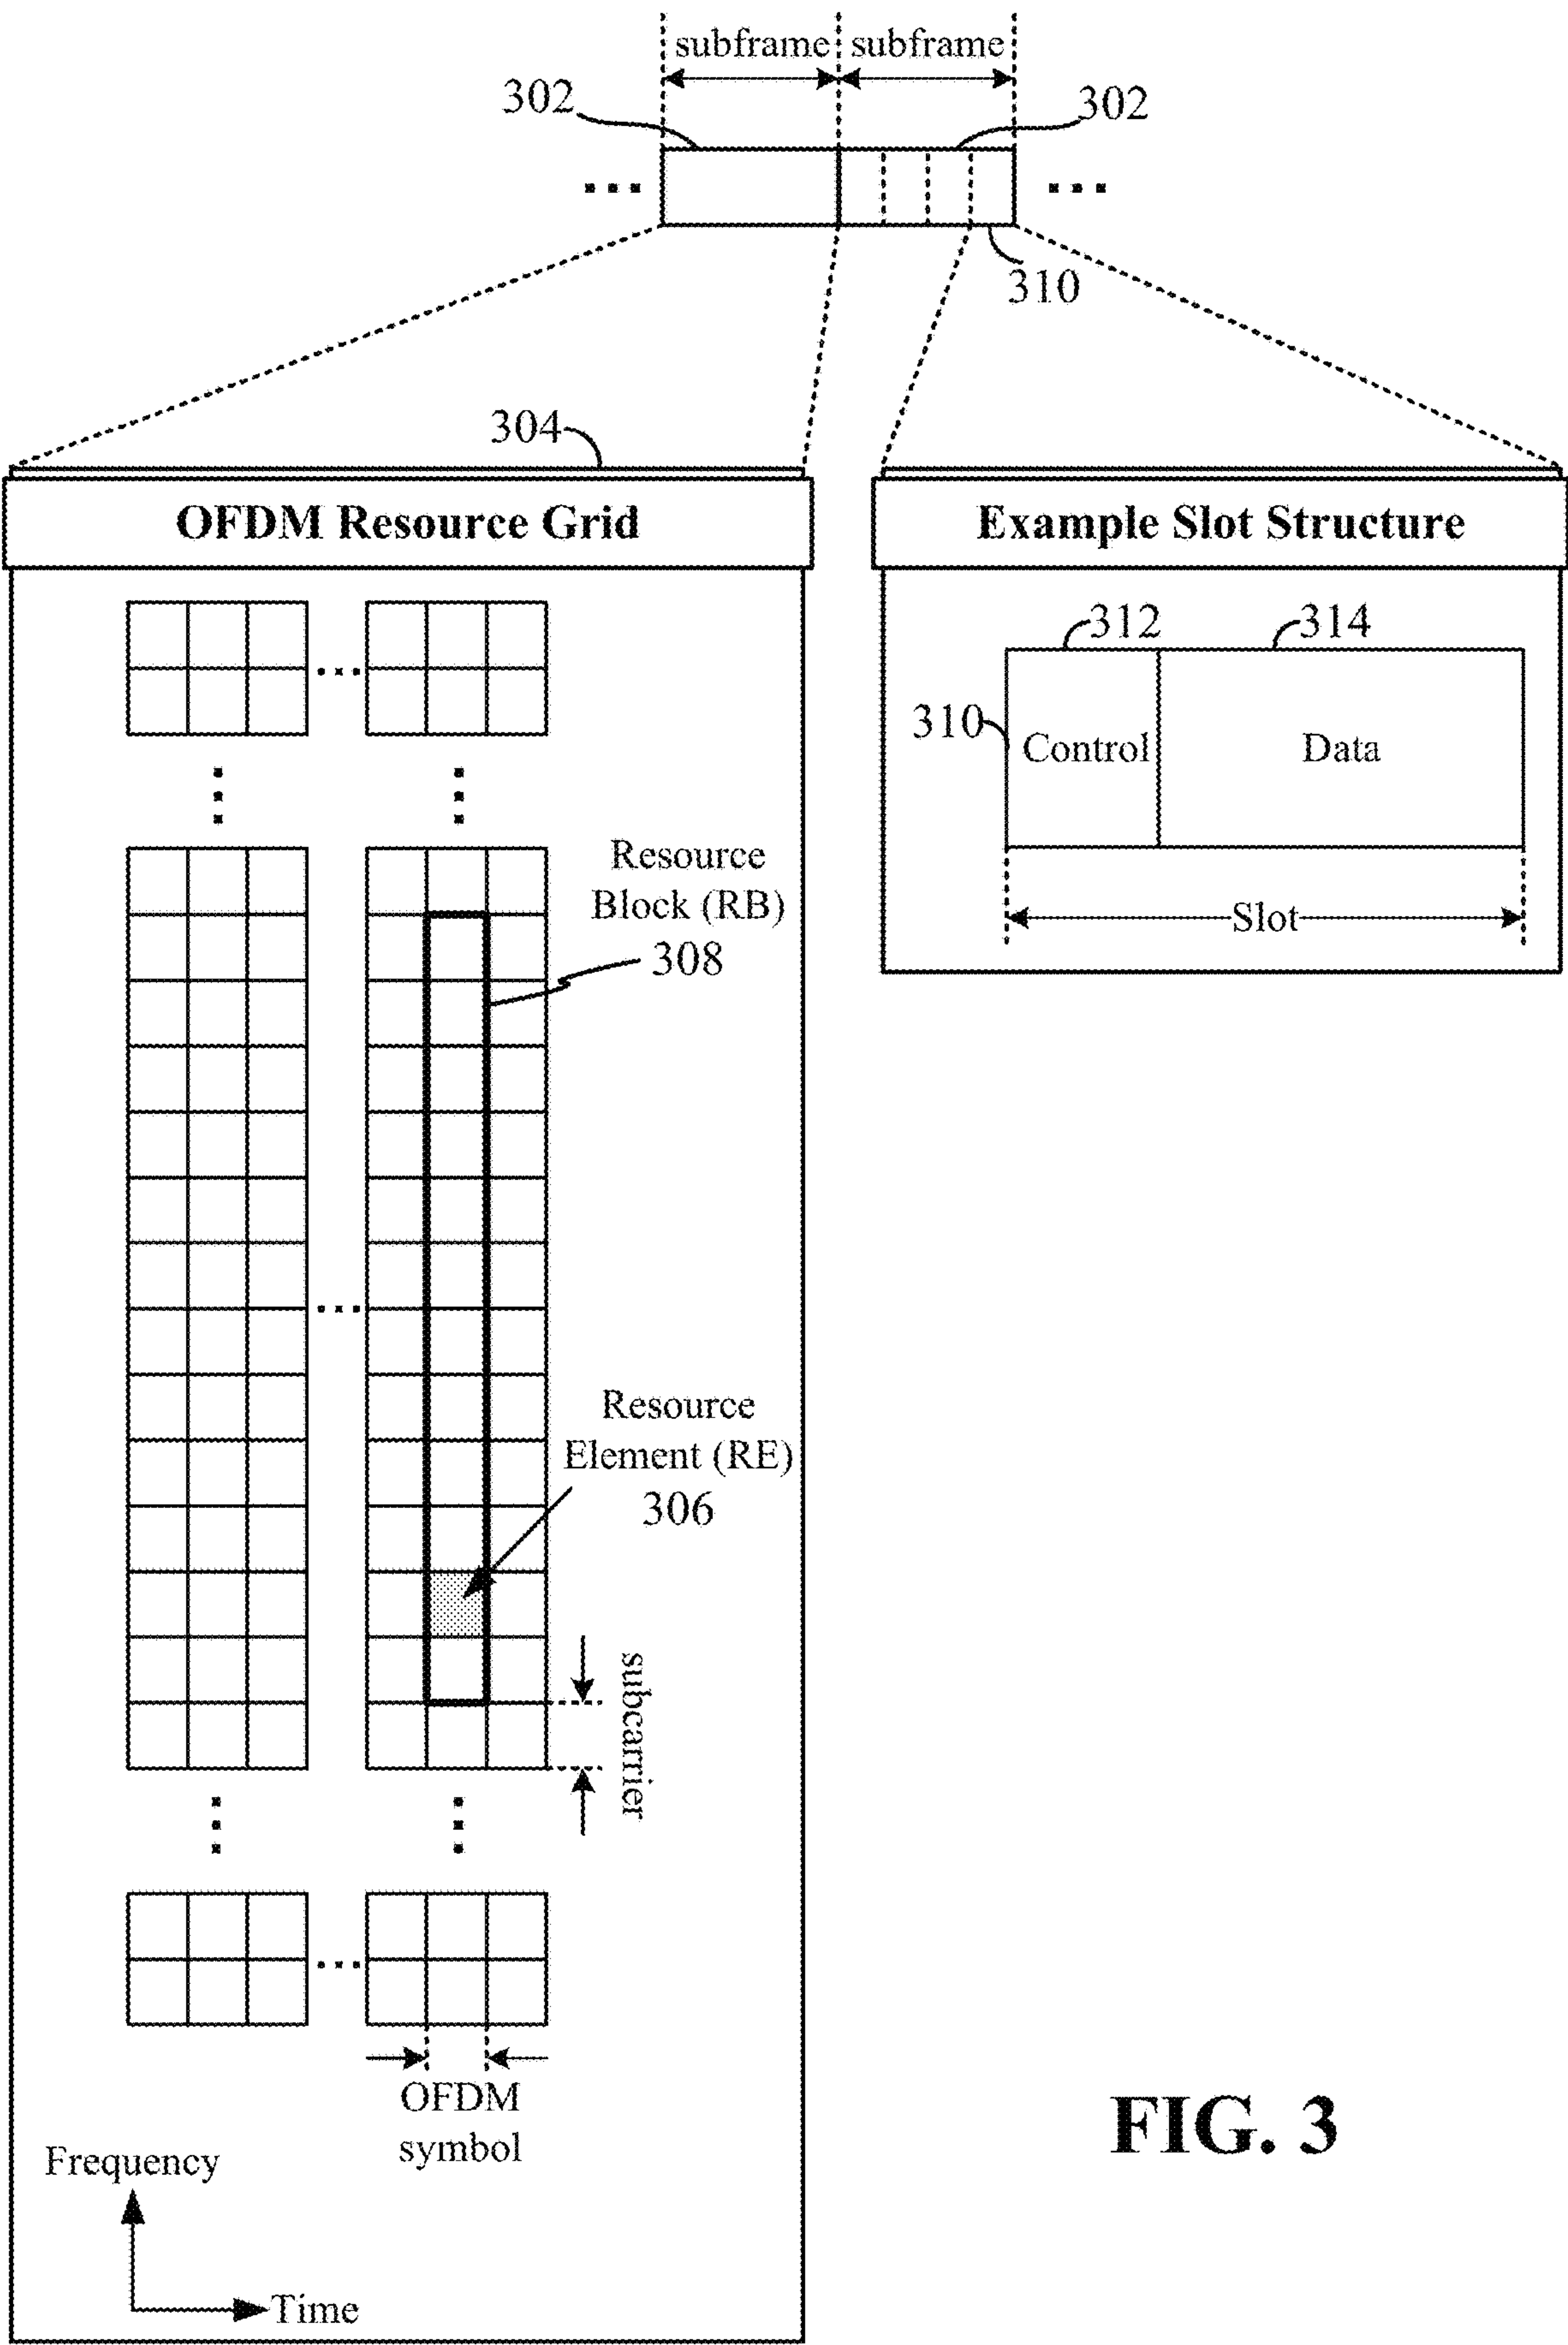 subframe subframe
302
302
310
304
OFDM Resource Grid
Example Slot Structure
312
314
310
Control
Data
Slot
Resource
Block (RB)
308
Resource
Element (RE)
306
subcarrier
OFDM
symbol
Frequency
Time
FIG. 3